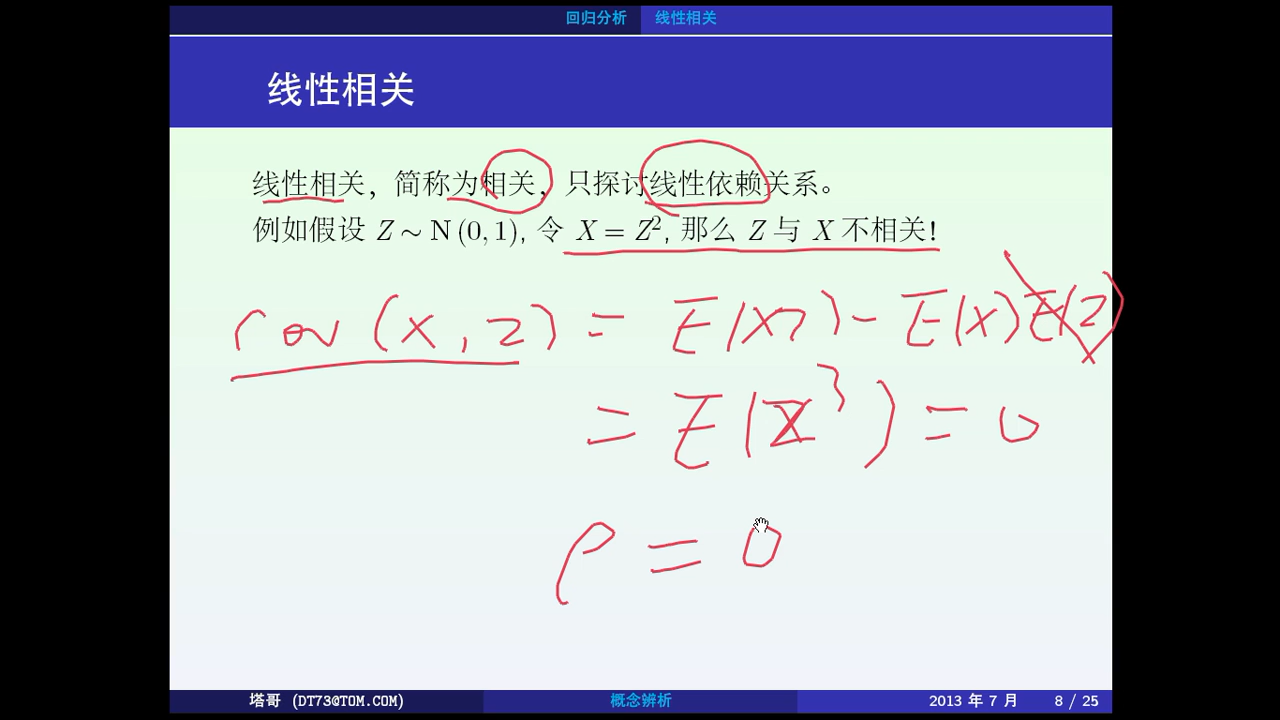 回归分析 线性相关
线性相关
线性相关，简称为相关，只探讨线性依赖关系。
例如假设 Z ~ N (0, 1), 令 X = Z², 那么 Z 与 X 不相关!
cov (X, Z) = E(XZ) - E(X)E(Z)
= E(Z³) = 0
ρ = 0
塔哥 (DT73@TOM.COM) 概念辨析 2013 年 7 月 8 / 25